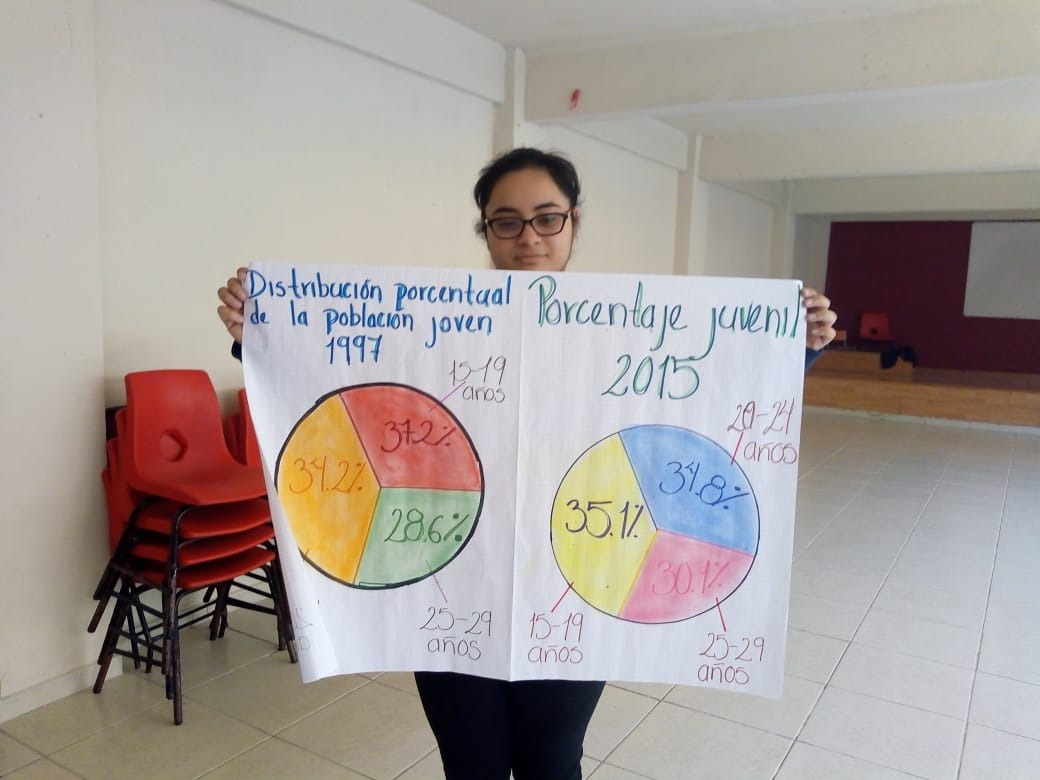 Distribución porcentual
de la población joven
1997
15-19
años
37.2%
34.2%
28.6%
25-29
años
Porcentaje juvenil
2015
20-24
años
34.8%
35.1%
30.1%
15-19
años
25-29
años